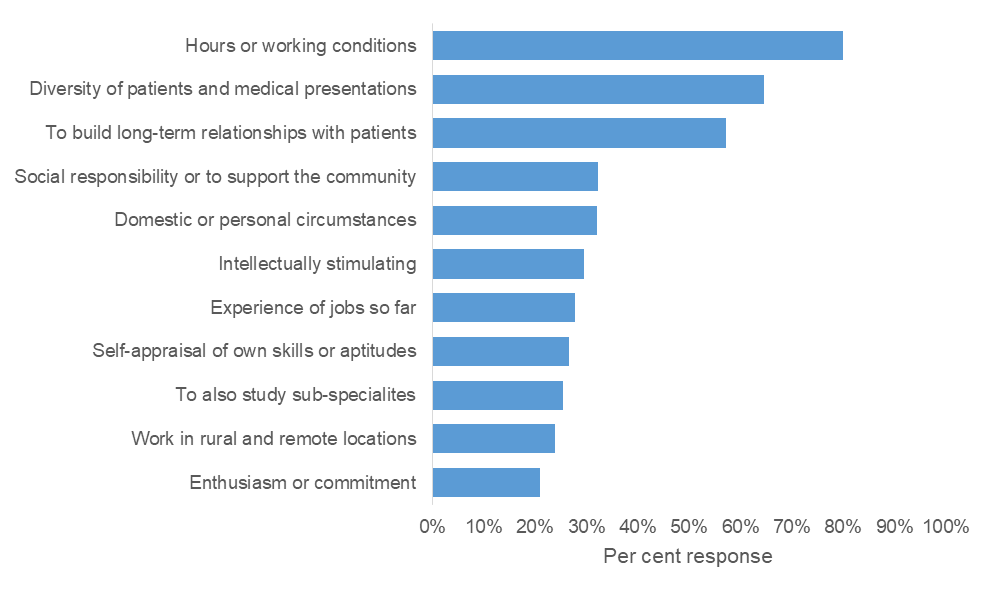 Hours or working conditions
Diversity of patients and medical presentations
To build long-term relationships with patients
Social responsibility or to support the community
Domestic or personal circumstances
Intellectually stimulating
Experience of jobs so far
Self-appraisal of own skills or aptitudes
To also study sub-specialites
Work in rural and remote locations
Enthusiasm or commitment
0% 10% 20% 30% 40% 50% 60% 70% 80% 90% 100%
Per cent response